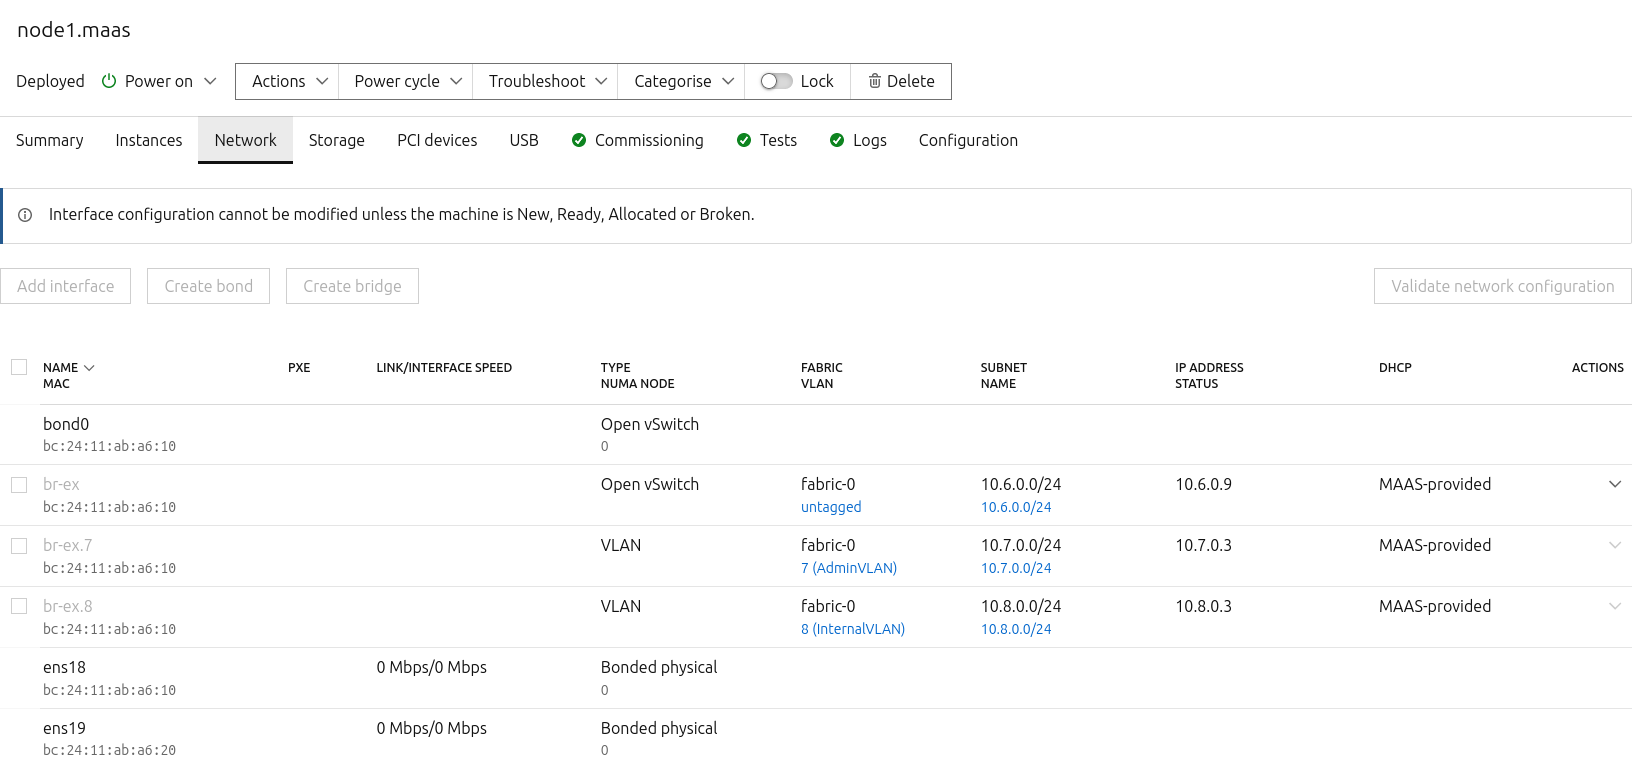 node1.maas
Deployed Power on Actions Power cycle Troubleshoot Categorise Lock Delete
Summary Instances Network Storage PCI devices USB Commissioning Tests Logs Configuration
Interface configuration cannot be modified unless the machine is New, Ready, Allocated or Broken.
Add interface Create bond Create bridge Validate network configuration
NAME PXE LINK/INTERFACE SPEED TYPE FABRIC SUBNET IP ADDRESS DHCP ACTIONS
MAC NUMA NODE VLAN NAME STATUS
bond0 Open vSwitch
bc:24:11:ab:a6:10 0
br-ex Open vSwitch fabric-0 10.6.0.0/24 10.6.0.9 MAAS-provided
bc:24:11:ab:a6:10 untagged 10.6.0.0/24
br-ex.7 VLAN fabric-0 10.7.0.0/24 10.7.0.3 MAAS-provided
bc:24:11:ab:a6:10 7 (AdminVLAN) 10.7.0.0/24
br-ex.8 VLAN fabric-0 10.8.0.0/24 10.8.0.3 MAAS-provided
bc:24:11:ab:a6:10 8 (InternalVLAN) 10.8.0.0/24
ens18 0 Mbps/0 Mbps Bonded physical
bc:24:11:ab:a6:10 0
ens19 0 Mbps/0 Mbps Bonded physical
bc:24:11:ab:a6:20 0